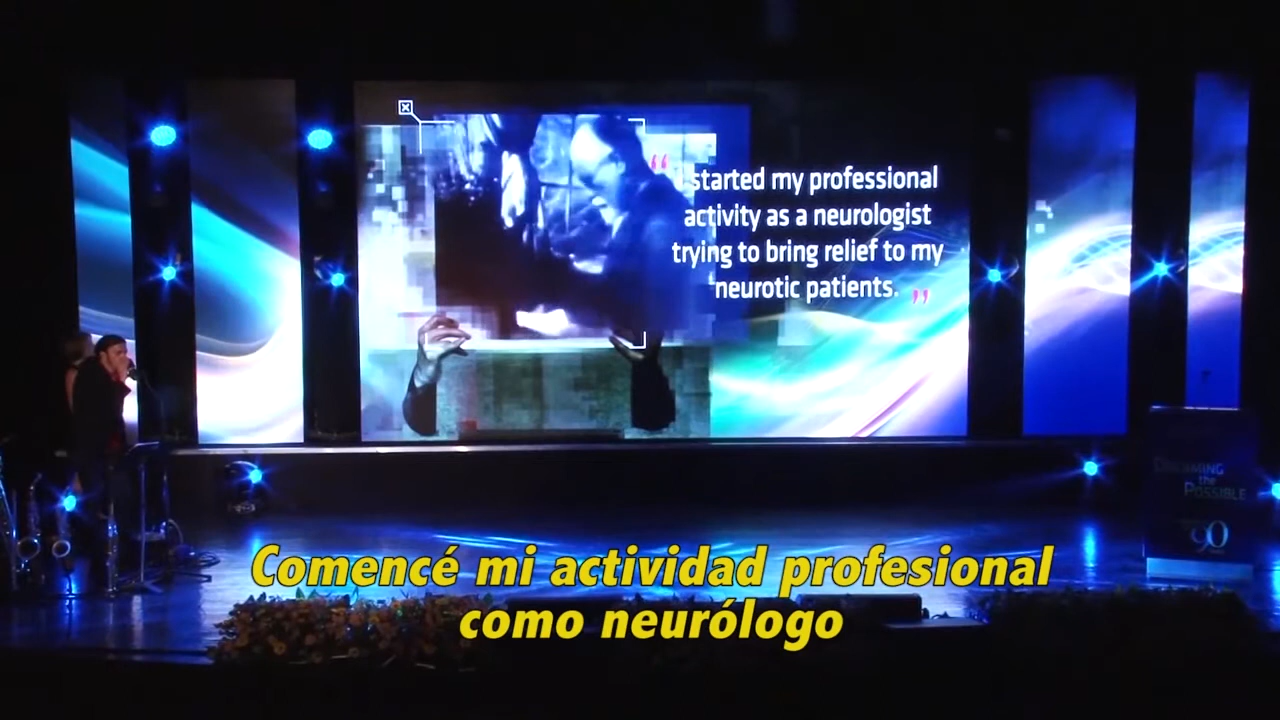 “
started my professional
activity as a neurologist
trying to bring relief to my
neurotic patients.
”
DREAMING
the
POSSIBLE
90
Comencé mi actividad profesional
como neurólogo